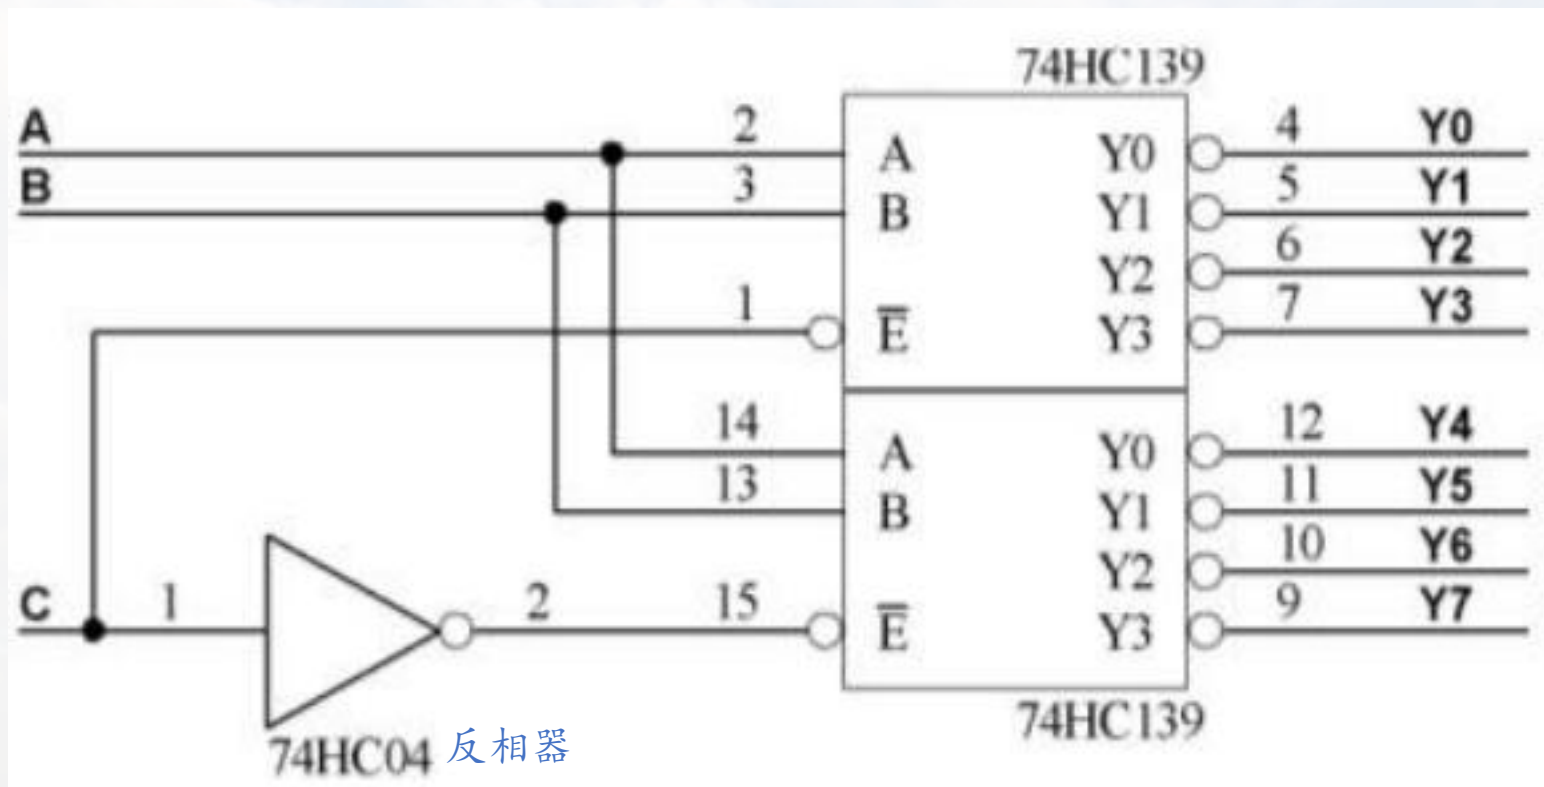 74HC139
A 2 A Y0 4 Y0
B 3 B Y1 5 Y1
Y2 6 Y2
1 E̅ Y3 7 Y3
14 A Y0 12 Y4
13 B Y1 11 Y5
Y2 10 Y6
C 1 2 15 E̅ Y3 9 Y7
74HC139
74HC04 反相器